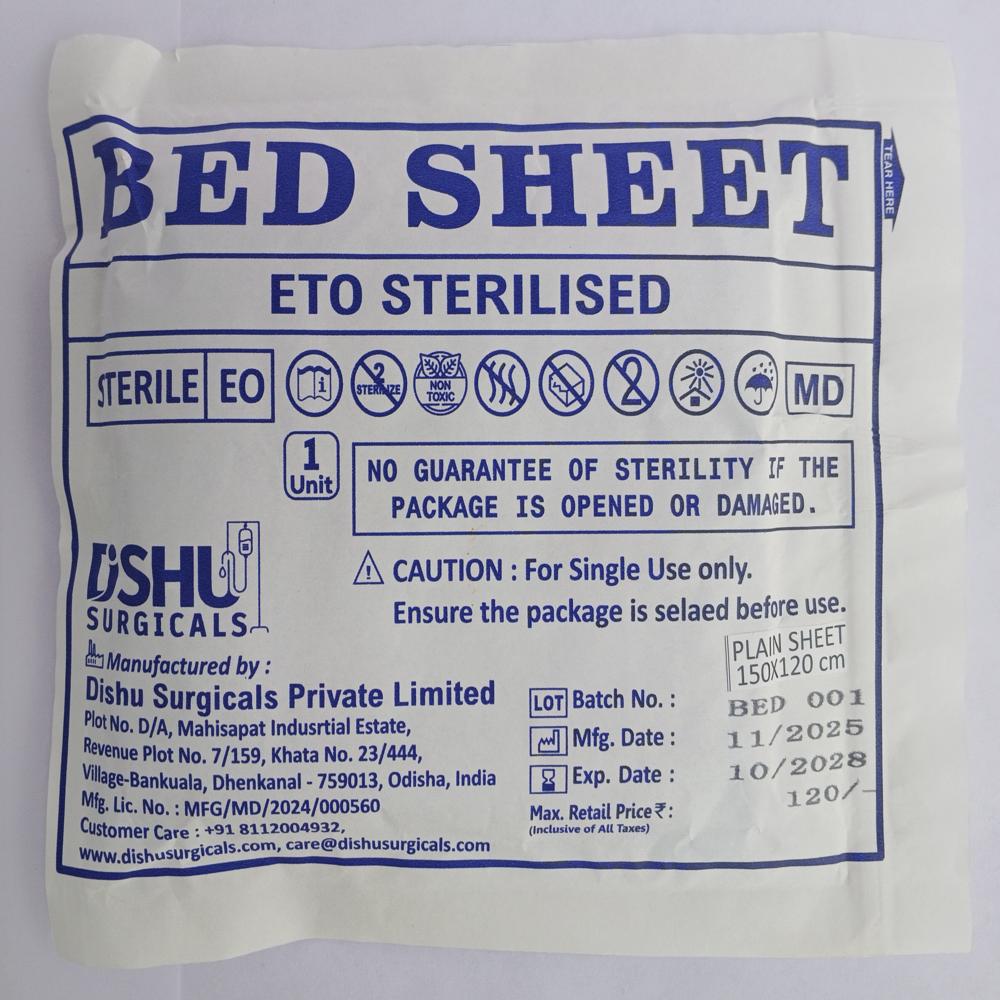 BED SHEET
TEAR HERE
ETO STERILISED
STERILE EO
i
2
STERILIZE
NON
TOXIC
2
MD
1
Unit
NO GUARANTEE OF STERILITY IF THE
PACKAGE IS OPENED OR DAMAGED.
DiSHU
SURGICALS
CAUTION : For Single Use only.
Ensure the package is selaed before use.
PLAIN SHEET
150X120 cm
Manufactured by :
Dishu Surgicals Private Limited
Plot No. D/A, Mahisapat Indusrtial Estate,
Revenue Plot No. 7/159, Khata No. 23/444,
Village-Bankuala, Dhenkanal - 759013, Odisha, India
Mfg. Lic. No. : MFG/MD/2024/000560
Customer Care : +91 8112004932,
www.dishusurgicals.com, care@dishusurgicals.com
LOT Batch No. : BED 001
Mfg. Date : 11/2025
Exp. Date : 10/2028
Max. Retail Price ₹ : 120/-
(Inclusive of All Taxes)